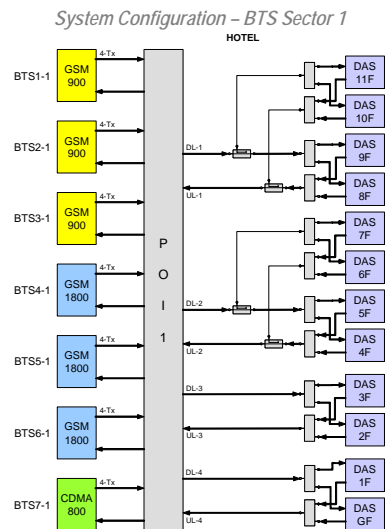 System Configuration – BTS Sector 1
HOTEL
BTS1-1
GSM
900
4-Tx
BTS2-1
GSM
900
4-Tx
BTS3-1
GSM
900
4-Tx
BTS4-1
GSM
1800
4-Tx
BTS5-1
GSM
1800
4-Tx
BTS6-1
GSM
1800
4-Tx
BTS7-1
CDMA
800
4-Tx
P
O
I
1
DL-1
UL-1
DL-2
UL-2
DL-3
UL-3
DL-4
UL-4
DAS
11F
DAS
10F
DAS
9F
DAS
8F
DAS
7F
DAS
6F
DAS
5F
DAS
4F
DAS
3F
DAS
2F
DAS
1F
DAS
GF